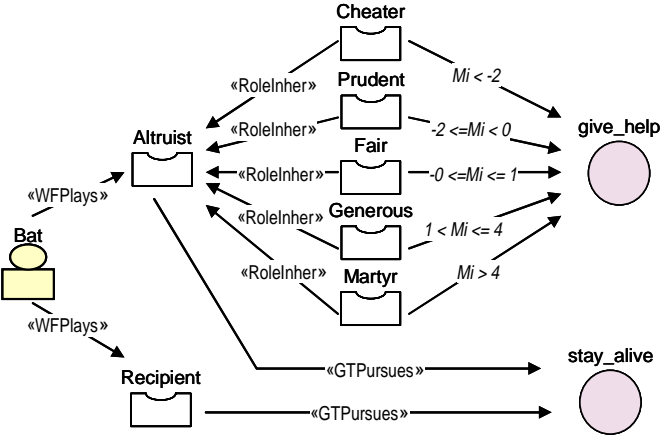 Cheater
Mi < -2
«RoleInher»
Prudent
«RoleInher»
-2 <=Mi < 0
give_help
Altruist
Fair
«RoleInher»
-0 <=Mi <= 1
«WFPlays»
Generous
«RoleInher»
1 < Mi <= 4
Bat
«RoleInher»
Martyr
Mi > 4
«WFPlays»
stay_alive
Recipient
«GTPursues»
«GTPursues»